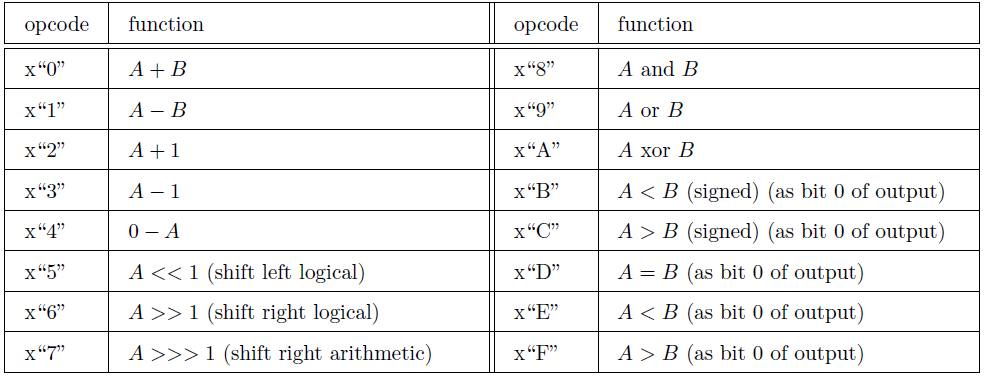 opcode function opcode function
x“0” A + B x“8” A and B
x“1” A − B x“9” A or B
x“2” A + 1 x“A” A xor B
x“3” A − 1 x“B” A < B (signed) (as bit 0 of output)
x“4” 0 − A x“C” A > B (signed) (as bit 0 of output)
x“5” A << 1 (shift left logical) x“D” A = B (as bit 0 of output)
x“6” A >> 1 (shift right logical) x“E” A < B (as bit 0 of output)
x“7” A >>> 1 (shift right arithmetic) x“F” A > B (as bit 0 of output)